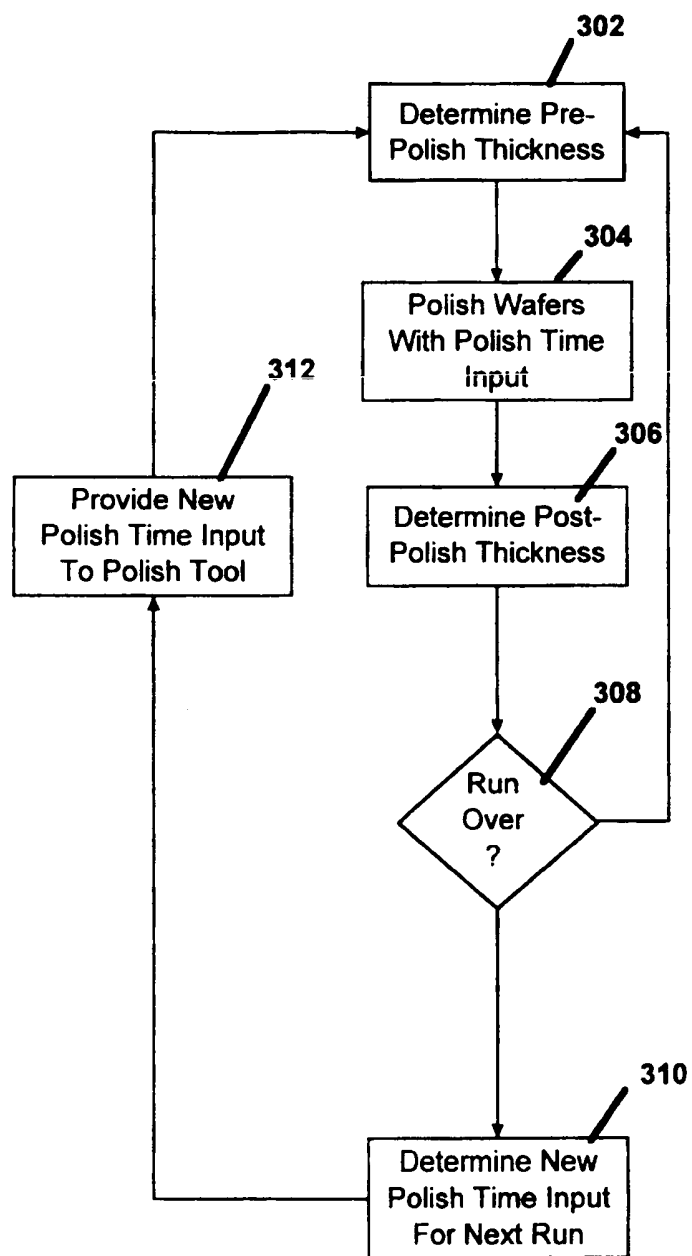 302
Determine Pre-
Polish Thickness
304
Polish Wafers
With Polish Time
Input
312
306
Provide New
Polish Time Input
To Polish Tool
Determine Post-
Polish Thickness
308
Run
Over
?
310
Determine New
Polish Time Input
For Next Run